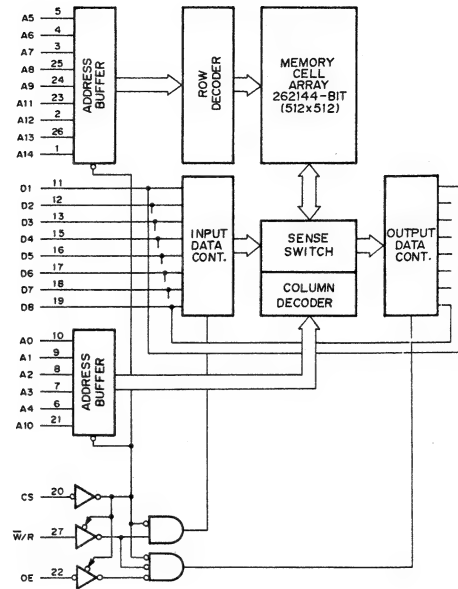 A5 5
A6 4
A7 3
A8 25
A9 24
A11 23
A12 2
A13 26
A14 1
ADDRESS
BUFFER
ROW
DECODER
MEMORY
CELL
ARRAY
262144-BIT
(512x512)
D1 11
D2 12
D3 13
D4 15
D5 16
D6 17
D7 18
D8 19
INPUT
DATA
CONT.
SENSE
SWITCH
COLUMN
DECODER
OUTPUT
DATA
CONT.
A0 10
A1 9
A2 8
A3 7
A4 6
A10 21
ADDRESS
BUFFER
CS 20
W̅/R 27
OE 22